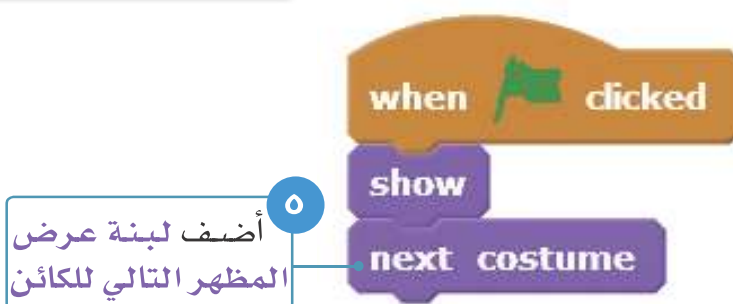 when clicked
show
next costume
٥
أضف لبنة عرض
المظهر التالي للكائن